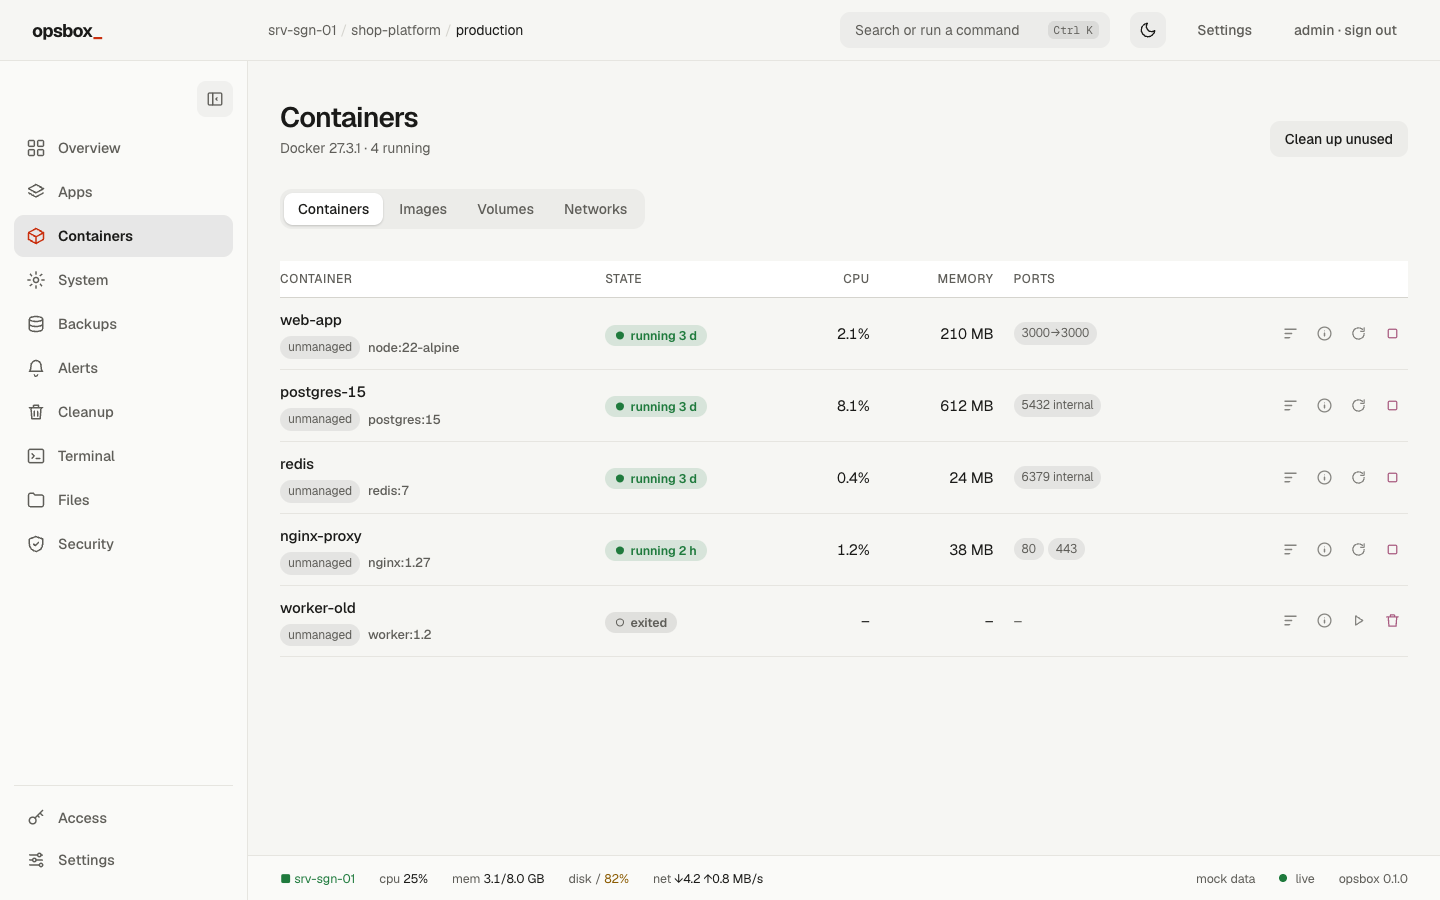 opsbox_
srv-sgn-01 / shop-platform / production
Search or run a command Ctrl K
Settings
admin · sign out
Overview
Apps
Containers
System
Backups
Alerts
Cleanup
Terminal
Files
Security
Access
Settings
Containers
Docker 27.3.1 · 4 running
Clean up unused
Containers Images Volumes Networks
CONTAINER STATE CPU MEMORY PORTS
web-app
unmanaged node:22-alpine
running 3 d 2.1% 210 MB 3000→3000
postgres-15
unmanaged postgres:15
running 3 d 8.1% 612 MB 5432 internal
redis
unmanaged redis:7
running 3 d 0.4% 24 MB 6379 internal
nginx-proxy
unmanaged nginx:1.27
running 2 h 1.2% 38 MB 80 443
worker-old
unmanaged worker:1.2
exited – – –
srv-sgn-01 cpu 25% mem 3.1/8.0 GB disk / 82% net ↓4.2 ↑0.8 MB/s mock data live opsbox 0.1.0